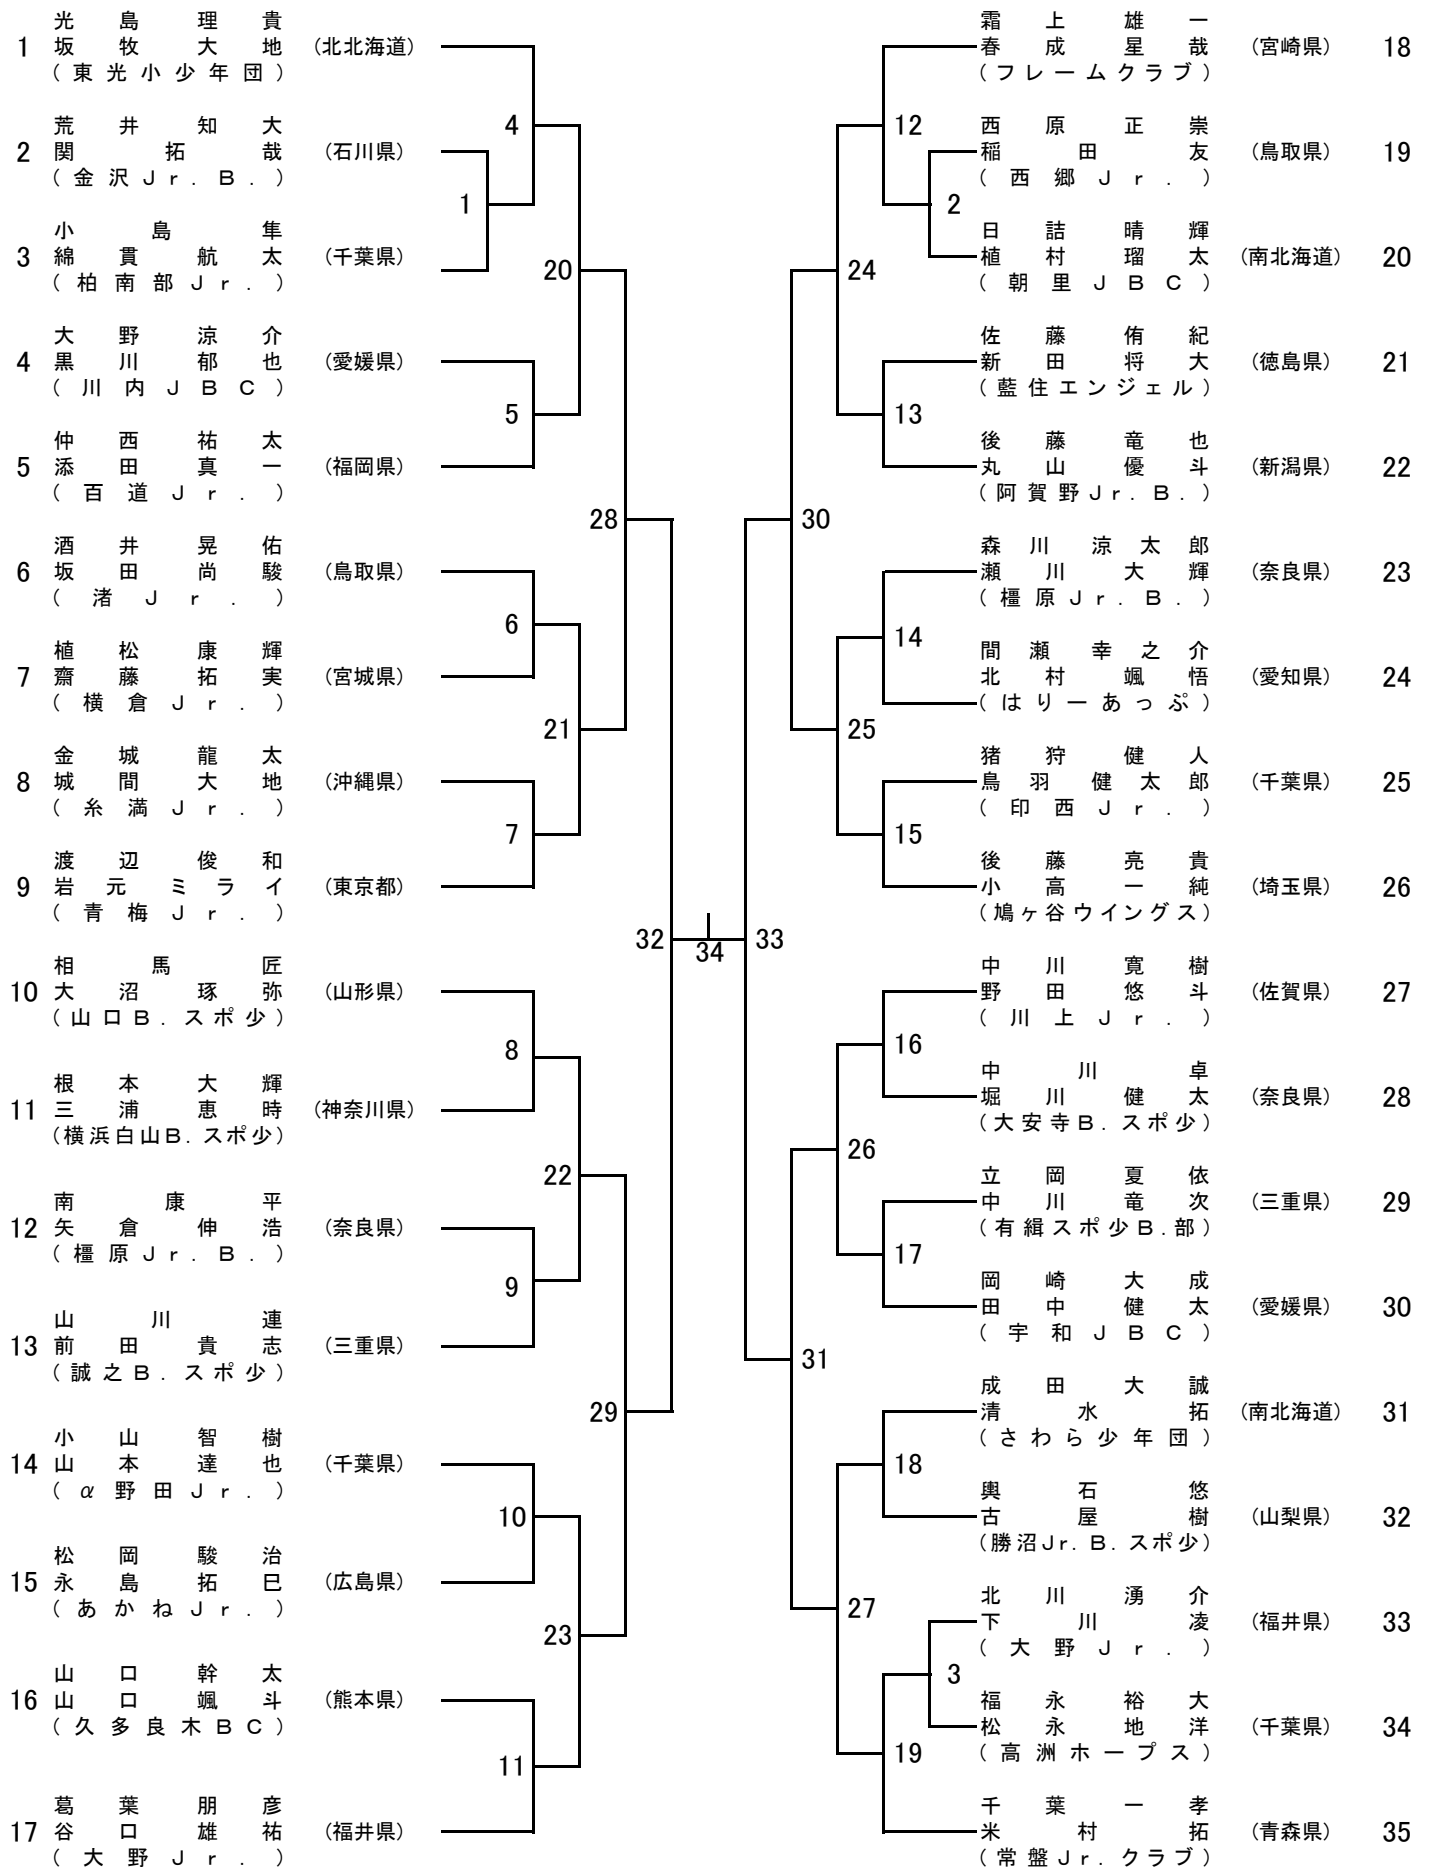 光島理貴
1 坂牧大地 (北北海道)
(東光小少年団)
荒井知大
2 関拓哉 (石川県)
(金沢Jr.B.)
小島隼
3 綿貫航太 (千葉県)
(柏南部Jr.)
大野涼介
4 黒川郁也 (愛媛県)
(川内JBC)
仲西祐太
5 添田真一 (福岡県)
(百道Jr.)
酒井晃佑
6 坂田尚駿 (鳥取県)
(渚Jr.)
植松康輝
7 齋藤拓実 (宮城県)
(横倉Jr.)
金城龍太
8 城間大地 (沖縄県)
(糸満Jr.)
渡辺俊和
9 岩元ミライ (東京都)
(青梅Jr.)
相馬匠
10 大沼琢弥 (山形県)
(山口B.スポ少)
根本大輝
11 三浦恵時 (神奈川県)
(横浜白山B.スポ少)
南康平
12 矢倉伸浩 (奈良県)
(橿原Jr.B.)
山川連
13 前田貴志 (三重県)
(誠之B.スポ少)
小山智樹
14 山本達也 (千葉県)
(α野田Jr.)
松岡駿治
15 永島拓巳 (広島県)
(あかねJr.)
山口幹太
16 山口颯斗 (熊本県)
(久多良木BC)
葛葉朋彦
17 谷口雄祐 (福井県)
(大野Jr.)
4
1
20
5
28
6
21
7
32
8
22
9
29
10
23
11
34
33
12
2
24
13
30
14
25
15
16
26
17
31
18
27
3
19
霜上雄一
春成星哉 (宮崎県) 18
(フレームクラブ)
西原正崇
稲田友 (鳥取県) 19
(西郷Jr.)
日詰晴輝
植村瑠太 (南北海道) 20
(朝里JBC)
佐藤侑紀
新田将大 (徳島県) 21
(藍住エンジェル)
後藤竜也
丸山優斗 (新潟県) 22
(阿賀野Jr.B.)
森川涼太郎
瀬川大輝 (奈良県) 23
(橿原Jr.B.)
間瀬幸之介
北村颯悟 (愛知県) 24
(はりーあっぷ)
猪狩健人
鳥羽健太郎 (千葉県) 25
(印西Jr.)
後藤亮貴
小高一純 (埼玉県) 26
(鳩ヶ谷ウイングス)
中川寛樹
野田悠斗 (佐賀県) 27
(川上Jr.)
中川卓
堀川健太 (奈良県) 28
(大安寺B.スポ少)
立岡夏依
中川竜次 (三重県) 29
(有緝スポ少B.部)
岡崎大成
田中健太 (愛媛県) 30
(宇和JBC)
成田大誠
清水拓 (南北海道) 31
(さわら少年団)
輿石悠
古屋樹 (山梨県) 32
(勝沼Jr.B.スポ少)
北川湧介
下川凌 (福井県) 33
(大野Jr.)
福永裕大
松永地洋 (千葉県) 34
(高洲ホープス)
千葉一孝
米村拓 (青森県) 35
(常盤Jr.クラブ)